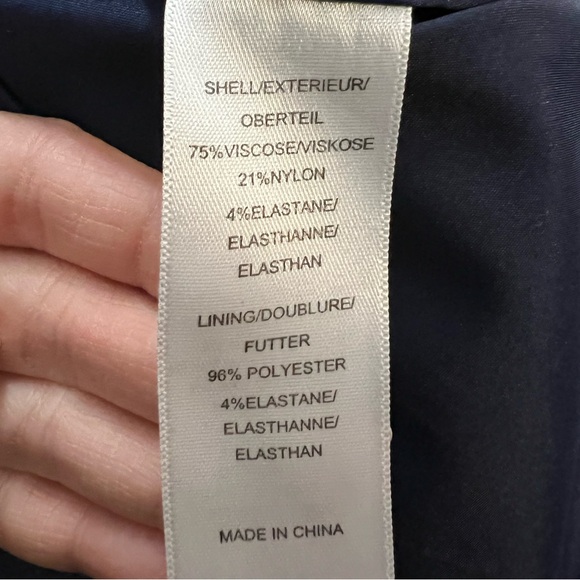 SHELL/EXTERIEUR/
OBERTEIL
75%VISCOSE/VISKOSE
21%NYLON
4%ELASTANE/
ELASTHANNE/
ELASTHAN
LINING/DOUBLURE/
FUTTER
96% POLYESTER
4%ELASTANE/
ELASTHANNE/
ELASTHAN
MADE IN CHINA